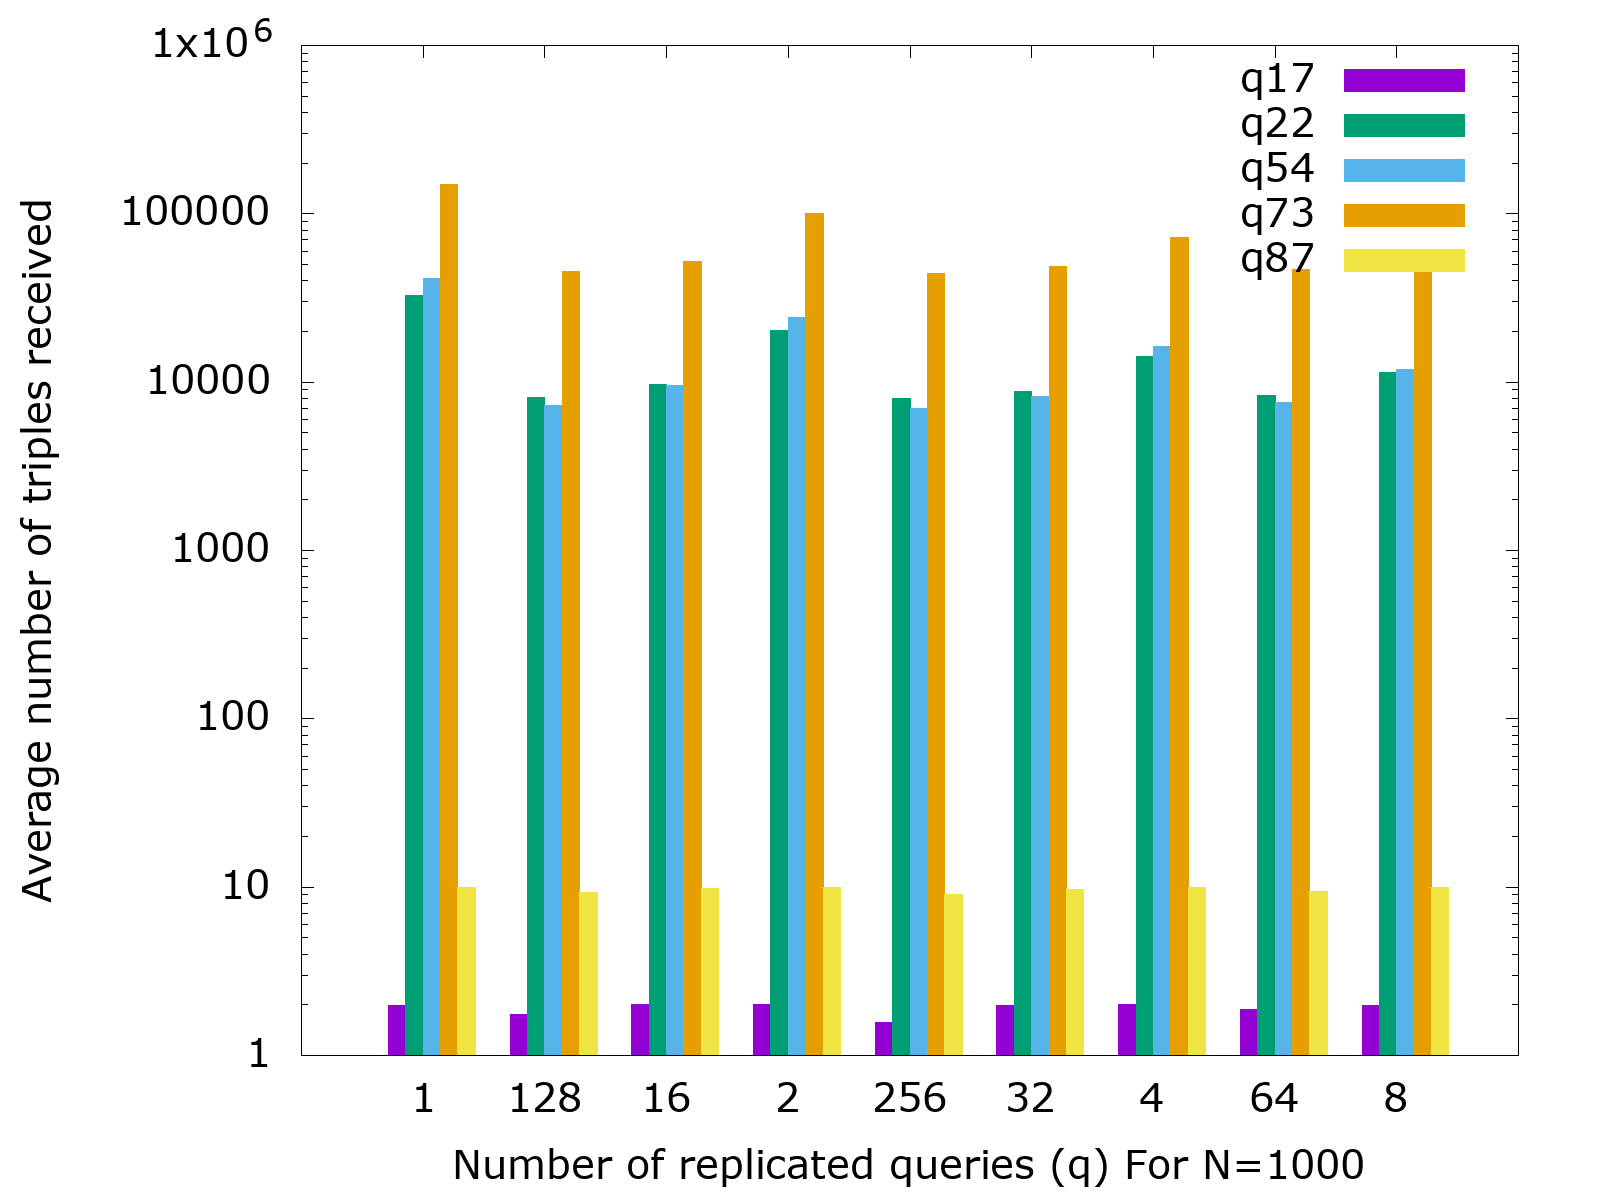 1x10^6
100000
10000
1000
100
10
1
Average number of triples received
q17
q22
q54
q73
q87
1 128 16 2 256 32 4 64 8
Number of replicated queries (q) For N=1000